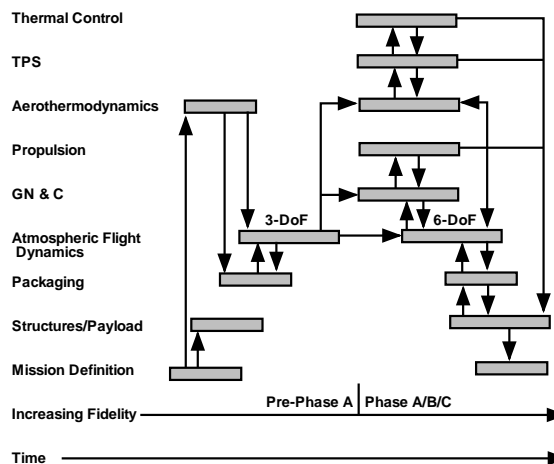 Thermal Control
TPS
Aerothermodynamics
Propulsion
GN & C
3-DoF
6-DoF
Atmospheric Flight
Dynamics
Packaging
Structures/Payload
Mission Definition
Pre-Phase A
Phase A/B/C
Increasing Fidelity
Time